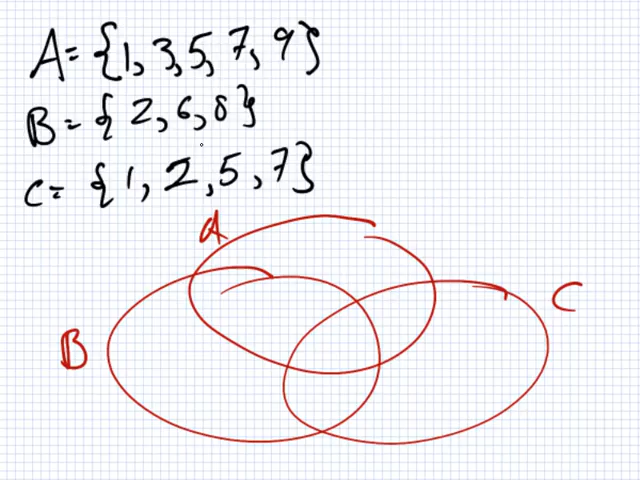 A = {1, 3, 5, 7, 9}
B = {2, 6, 8}
C = {1, 2, 5, 7}
A
B
C